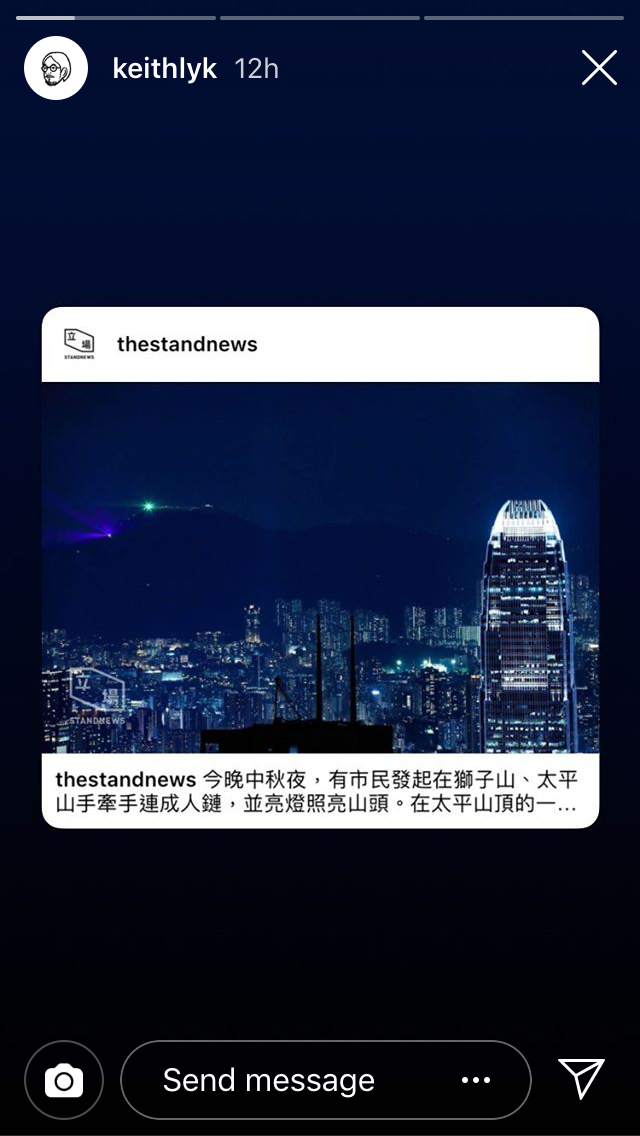 keithlyk 12h
立
場
STANDNEWS
thestandnews
立
場
STANDNEWS
thestandnews 今晚中秋夜，有市民發起在獅子山、太平
山手牽手連成人鏈，並亮燈照亮山頭。在太平山頂的一...
Send message